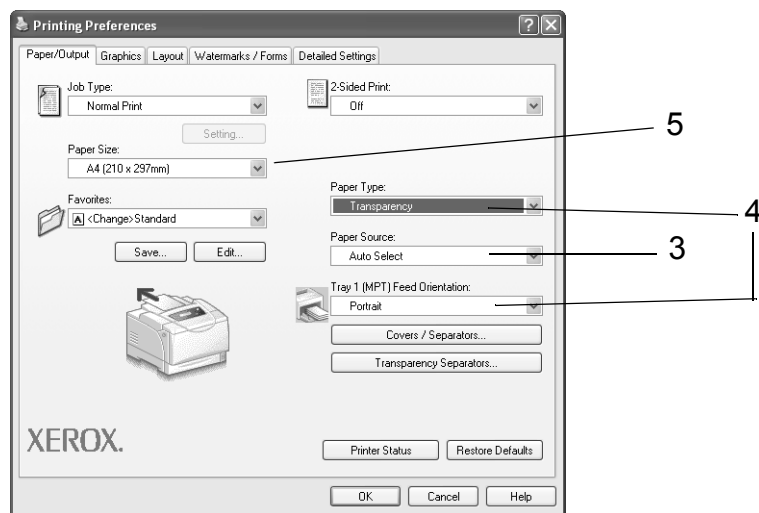 Printing Preferences
Paper/Output Graphics Layout Watermarks / Forms Detailed Settings
Job Type:
Normal Print
Setting...
Paper Size:
A4 (210 x 297mm)
Favorites:
A <Change>Standard
Save... Edit...
2-Sided Print:
Off
Paper Type:
Transparency
Paper Source:
Auto Select
Tray 1 (MPT) Feed Orientation:
Portrait
Covers / Separators...
Transparency Separators...
XEROX.
Printer Status Restore Defaults
OK Cancel Help
5
4
3